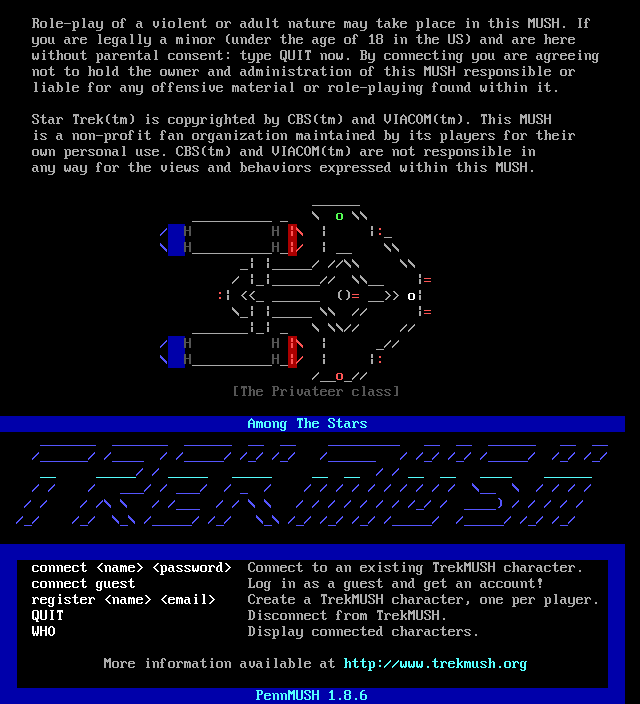 Role-play of a violent or adult nature may take place in this MUSH. If
you are legally a minor (under the age of 18 in the US) and are here
without parental consent: type QUIT now. By connecting you are agreeing
not to hold the owner and administration of this MUSH responsible or
liable for any offensive material or role-playing found within it.
Star Trek(tm) is copyrighted by CBS(tm) and VIACOM(tm). This MUSH
is a non-profit fan organization maintained by its players for their
own personal use. CBS(tm) and VIACOM(tm) are not responsible in
any way for the views and behaviors expressed within this MUSH.
[The Privateer class]
Among The Stars
TREK MUSH
connect <name> <password> Connect to an existing TrekMUSH character.
connect guest Log in as a guest and get an account!
register <name> <email> Create a TrekMUSH character, one per player.
QUIT Disconnect from TrekMUSH.
WHO Display connected characters.
More information available at http://www.trekmush.org
PennMUSH 1.8.6